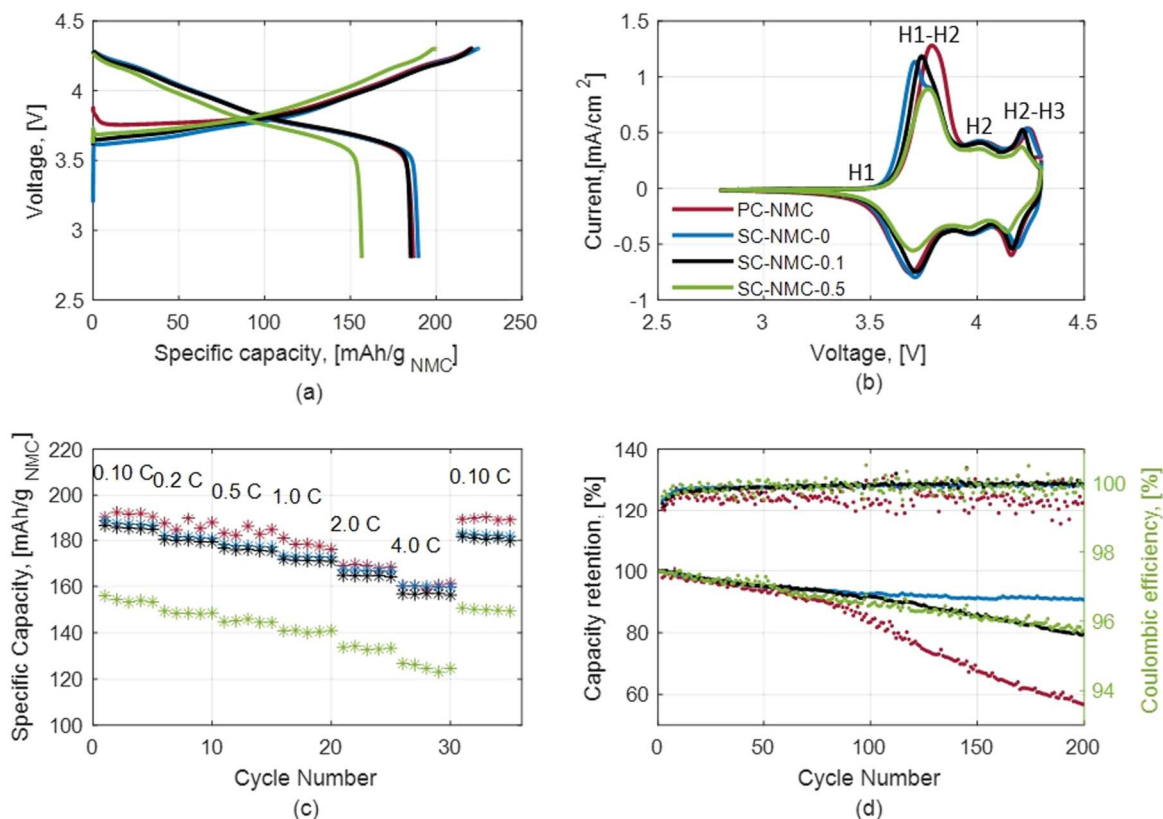 4.5
4
3.5
3
2.5
0 50 100 150 200 250
Voltage, [V]
Specific capacity, [mAh/g NMC]
(a)
1.5
1
0.5
0
-0.5
-1
2.5 3 3.5 4 4.5
Current,[mA/cm 2]
Voltage, [V]
H1-H2
H2-H3
H2
H1
PC-NMC
SC-NMC-0
SC-NMC-0.1
SC-NMC-0.5
(b)
220
200
180
160
140
120
100
0 10 20 30
Specific Capacity, [mAh/g NMC]
Cycle Number
0.10 C 0.2 C 0.5 C 1.0 C 2.0 C 4.0 C 0.10 C
(c)
140
120
100
80
60
0 50 100 150 200
Capacity retention, [%]
Cycle Number
100
98
96
94
Coulombic efficiency, [%]
(d)